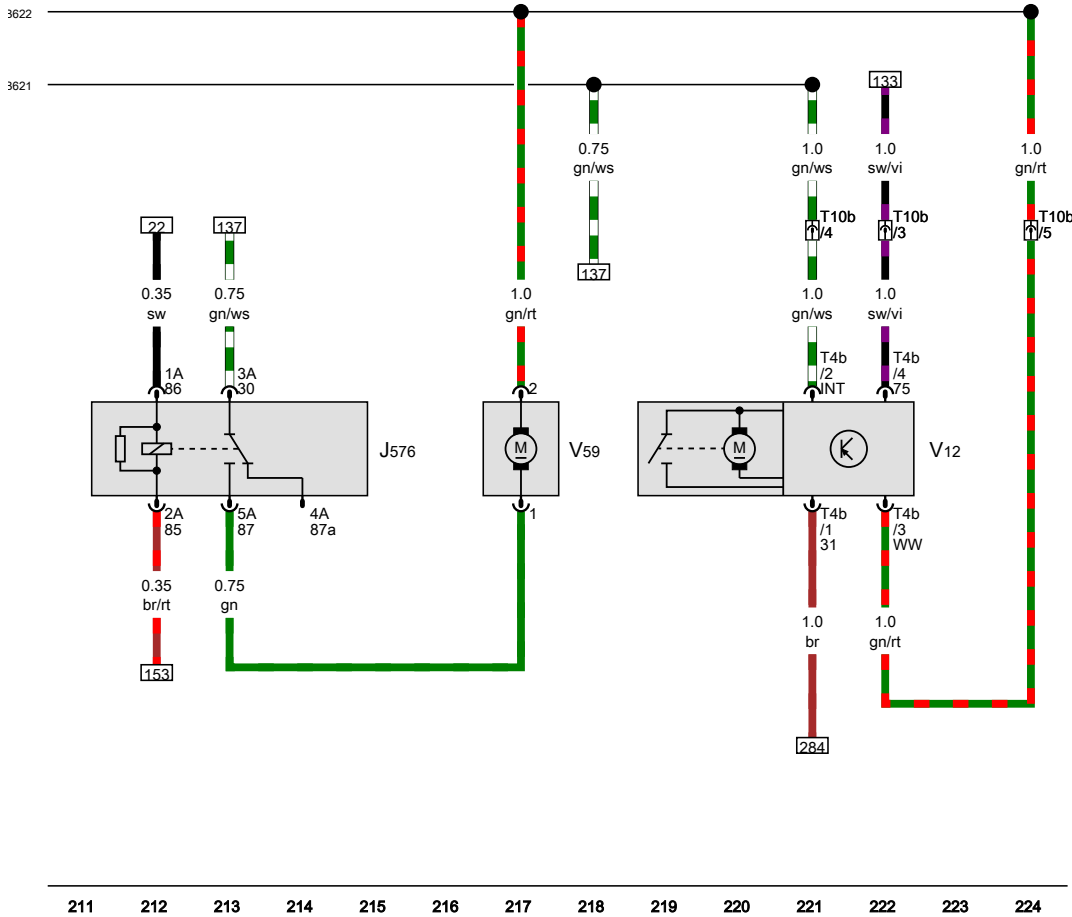 3622
3621
133
0.75
gn/ws
1.0
gn/ws
1.0
sw/vi
1.0
gn/rt
22
137
T10b
/4
T10b
/3
T10b
/5
137
0.35
sw
0.75
gn/ws
1.0
gn/rt
1.0
gn/ws
1.0
sw/vi
1A
86
3A
30
2
T4b
/2
INT
T4b
/4
75
J576
M
V59
M
V12
2A
85
5A
87
4A
87a
1
T4b
/1
31
T4b
/3
WW
0.35
br/rt
0.75
gn
1.0
br
1.0
gn/rt
153
284
211 212 213 214 215 216 217 218 219 220 221 222 223 224